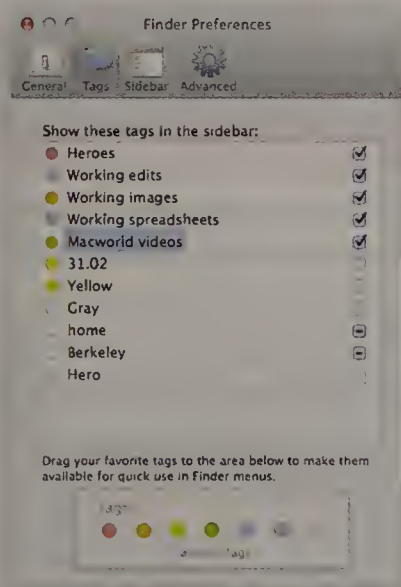 Finder Preferences
General Tags Sidebar Advanced
Show these tags in the sidebar:
Heroes
Working edits
Working images
Working spreadsheets
Macworld videos
31.02
Yellow
Gray
home
Berkeley
Hero
Drag your favorite tags to the area below to make them
available for quick use in Finder menus.
Tags